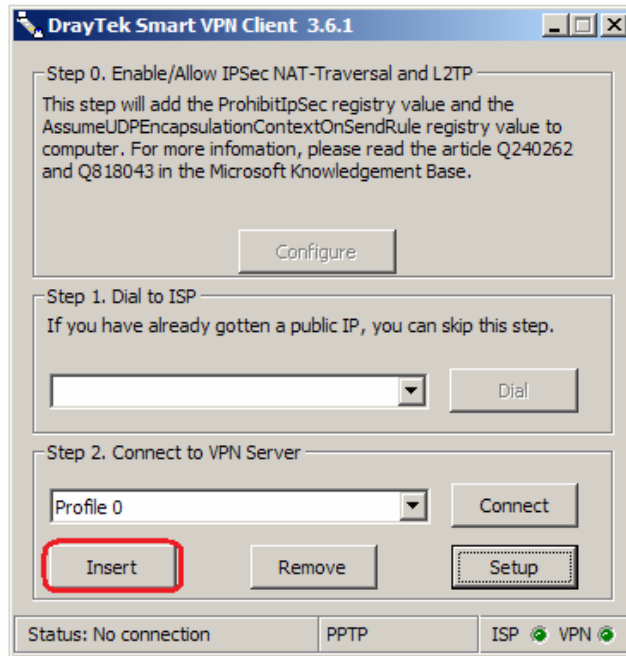 DrayTek Smart VPN Client 3.6.1
Step 0. Enable/Allow IPSec NAT-Traversal and L2TP
This step will add the ProhibitIpSec registry value and the
AssumeUDPEncapsulationContextOnSendRule registry value to
computer. For more infomation, please read the article Q240262
and Q818043 in the Microsoft Knowledgement Base.
Configure
Step 1. Dial to ISP
If you have already gotten a public IP, you can skip this step.
Dial
Step 2. Connect to VPN Server
Profile 0
Connect
Insert
Remove
Setup
Status: No connection
PPTP
ISP
VPN